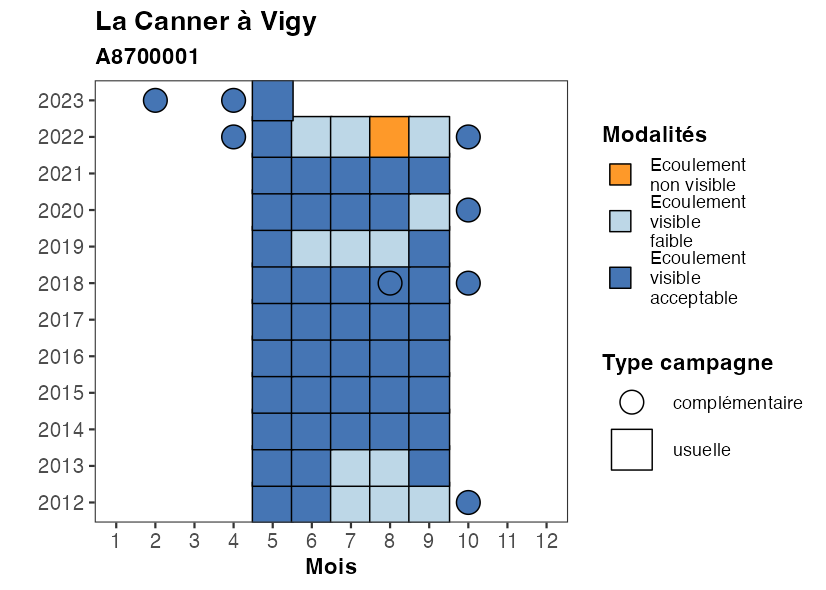 La Canner à Vigy
A8700001
2023
2022
2021
2020
2019
2018
2017
2016
2015
2014
2013
2012
1 2 3 4 5 6 7 8 9 10 11 12
Mois
Modalités
Ecoulement
non visible
Ecoulement
visible
faible
Ecoulement
visible
acceptable
Type campagne
complémentaire
usuelle